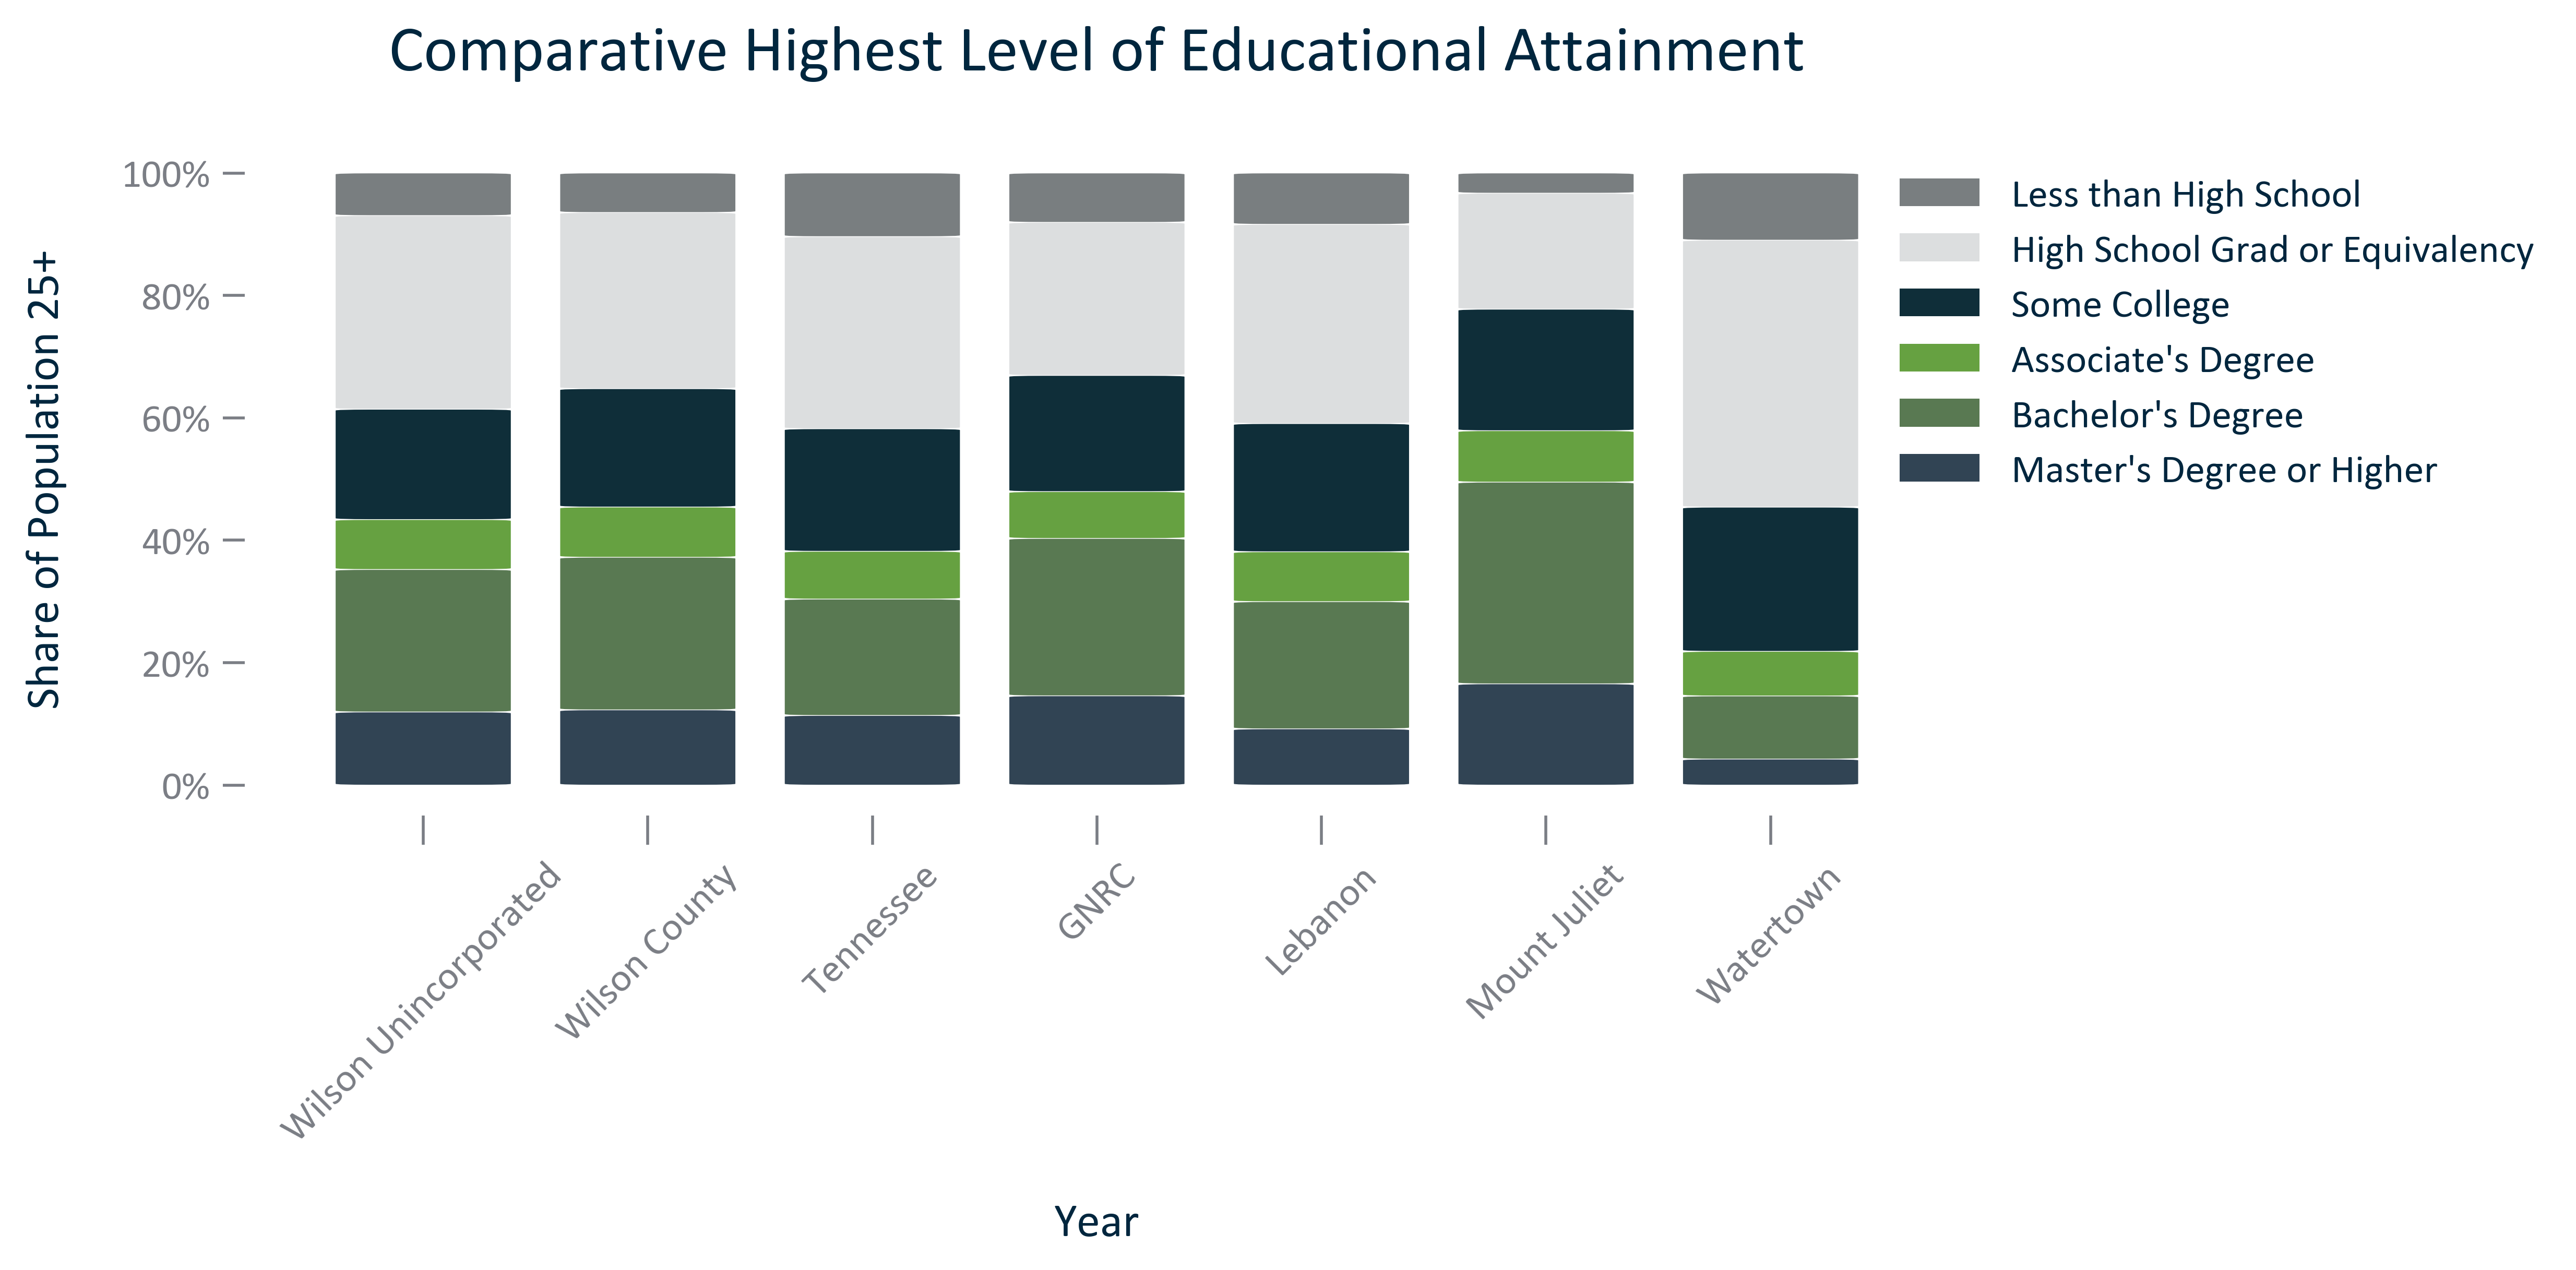 Comparative Highest Level of Educational Attainment
Share of Population 25+
100%
80%
60%
40%
20%
0%
Wilson Unincorporated
Wilson County
Tennessee
GNRC
Lebanon
Mount Juliet
Watertown
Year
Less than High School
High School Grad or Equivalency
Some College
Associate's Degree
Bachelor's Degree
Master's Degree or Higher